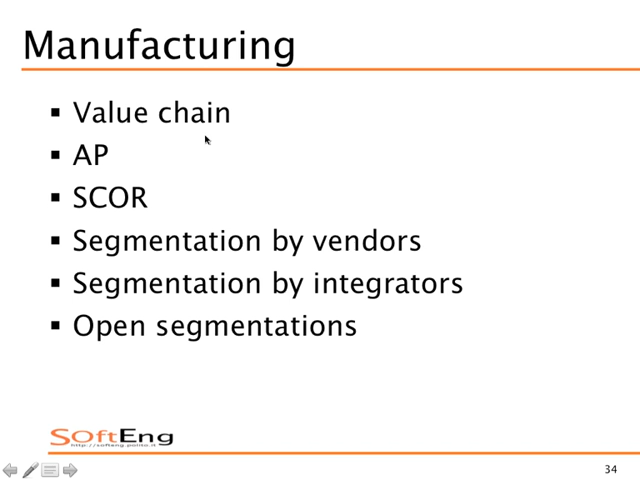 Manufacturing
Value chain
AP
SCOR
Segmentation by vendors
Segmentation by integrators
Open segmentations
SOftEng
http://softeng.polito.it
34